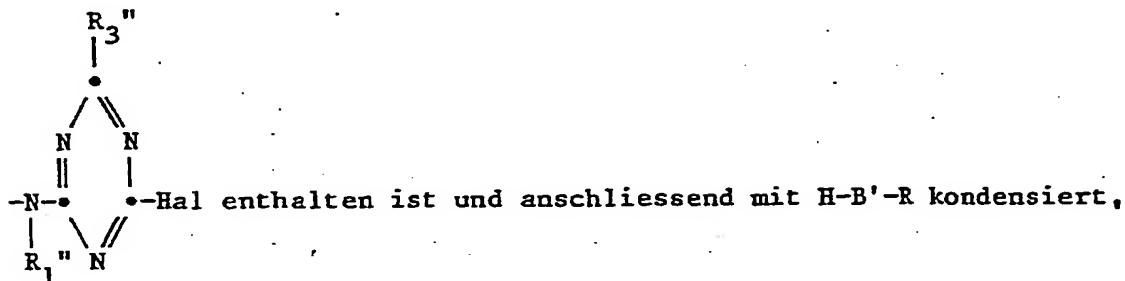 R3"
N N
-N- -Hal enthalten ist und anschliessend mit H-B'-R kondensiert,
R1" N